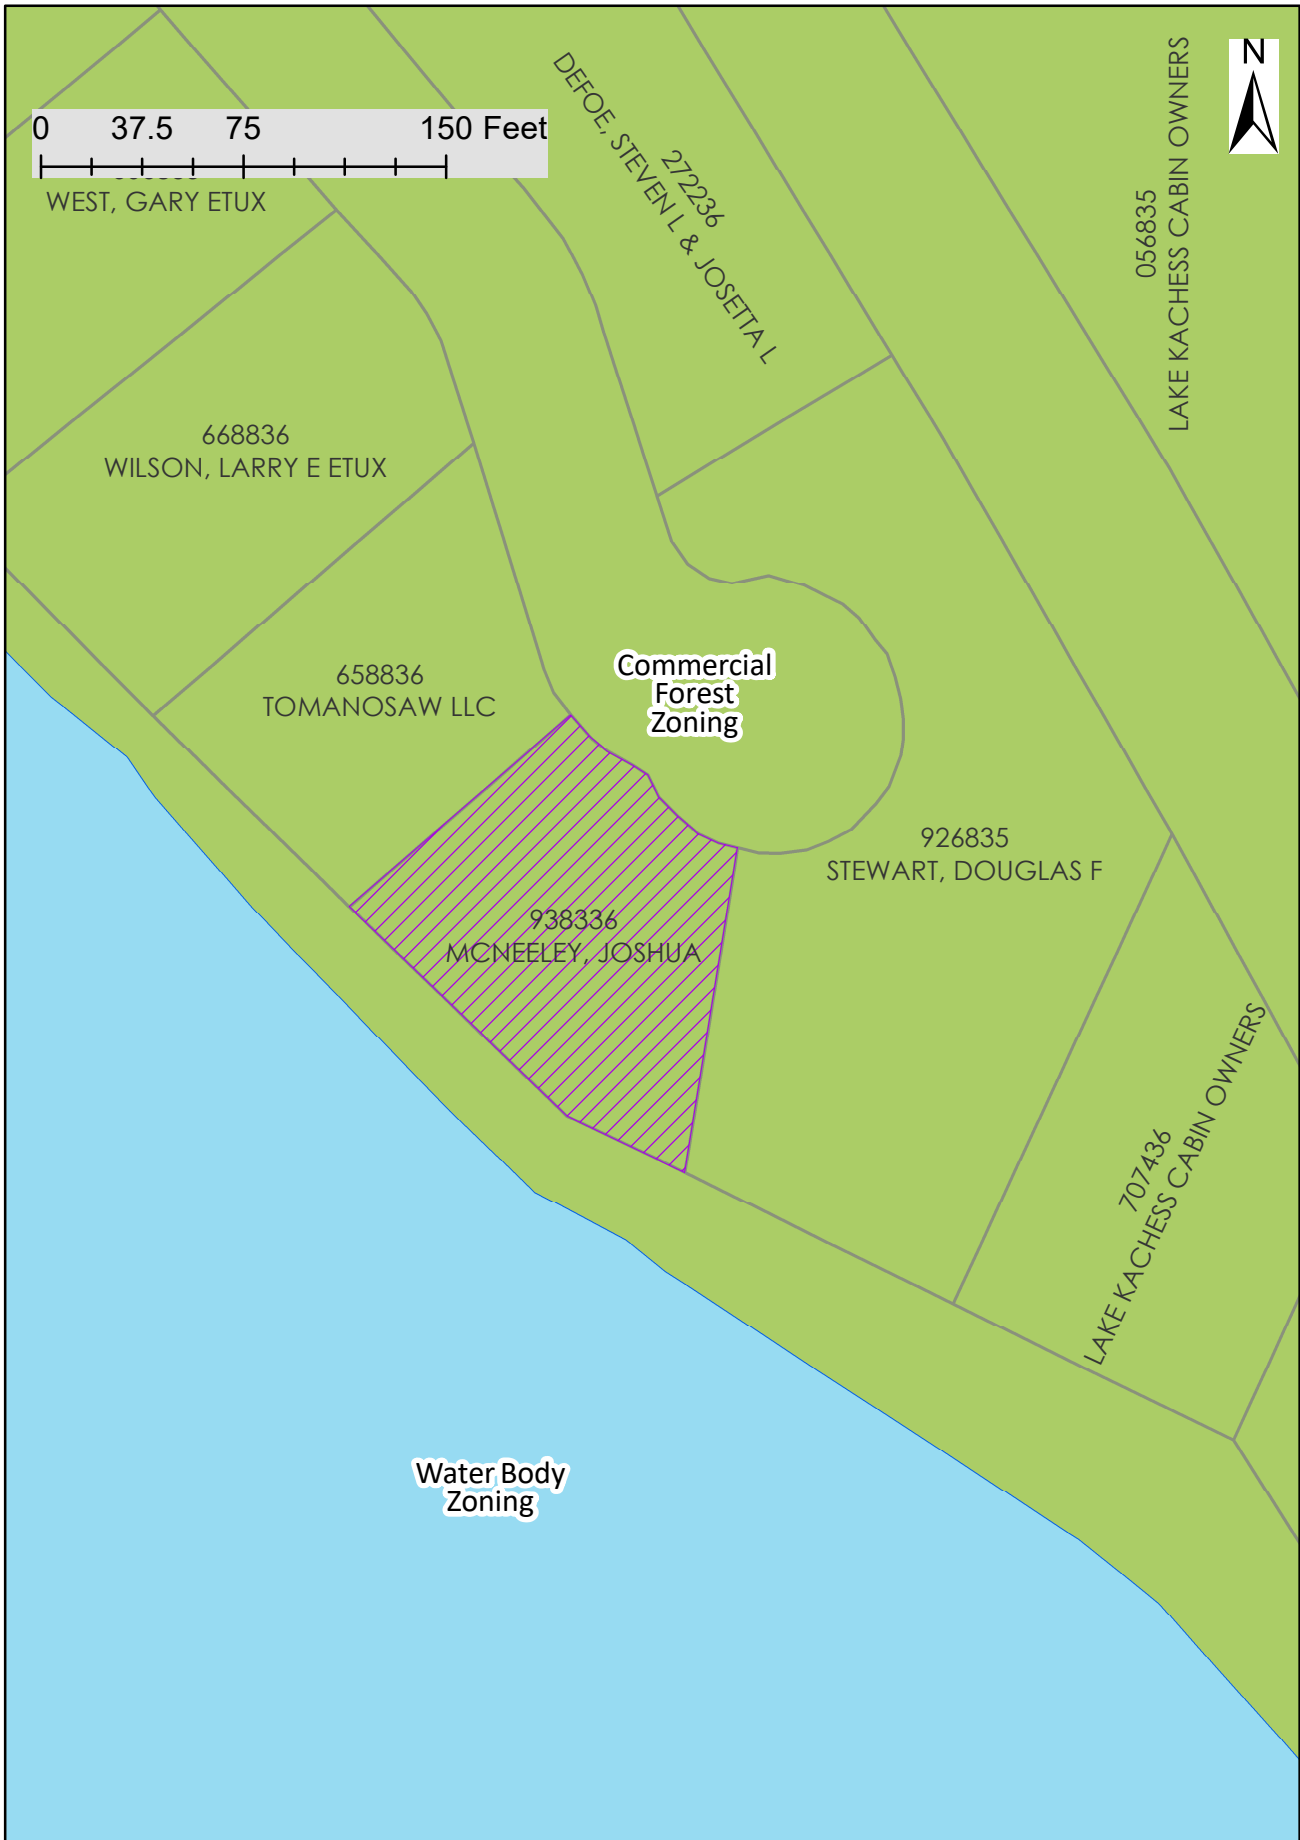 N
0 37.5 75 150 Feet
WEST, GARY ETUX
272236
DEFOE, STEVEN L & JOSETTA L
056835
LAKE KACHESS CABIN OWNERS
668836
WILSON, LARRY E ETUX
658836
TOMANOSAW LLC
Commercial
Forest
Zoning
926835
STEWART, DOUGLAS F
938336
MCNEELEY, JOSHUA
707436
LAKE KACHESS CABIN OWNERS
Water Body
Zoning